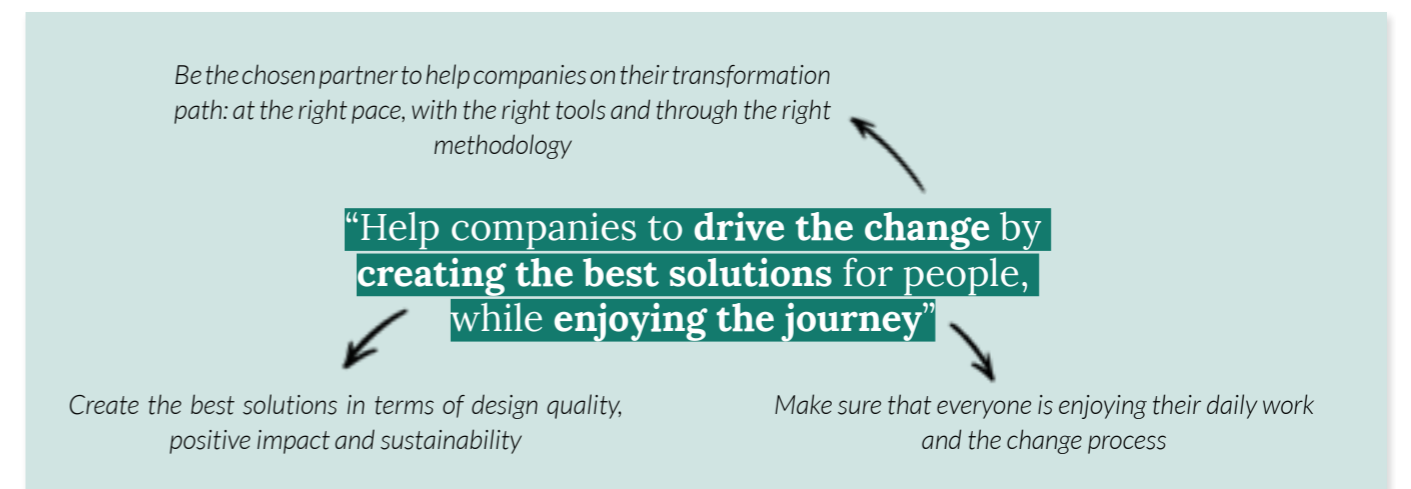 Be the chosen partner to help companies on their transformation
path: at the right pace, with the right tools and through the right
methodology
“Help companies to drive the change by
creating the best solutions for people,
while enjoying the journey”
Create the best solutions in terms of design quality,
positive impact and sustainability
Make sure that everyone is enjoying their daily work
and the change process